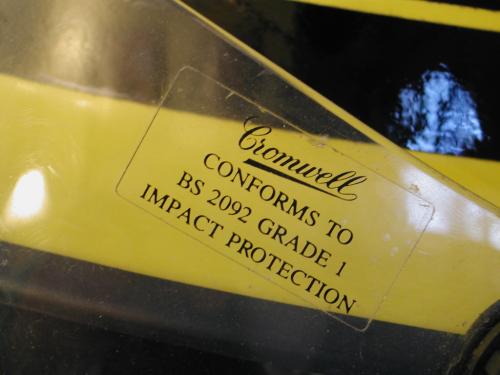 Cromwell
CONFORMS TO
BS 2092 GRADE 1
IMPACT PROTECTION